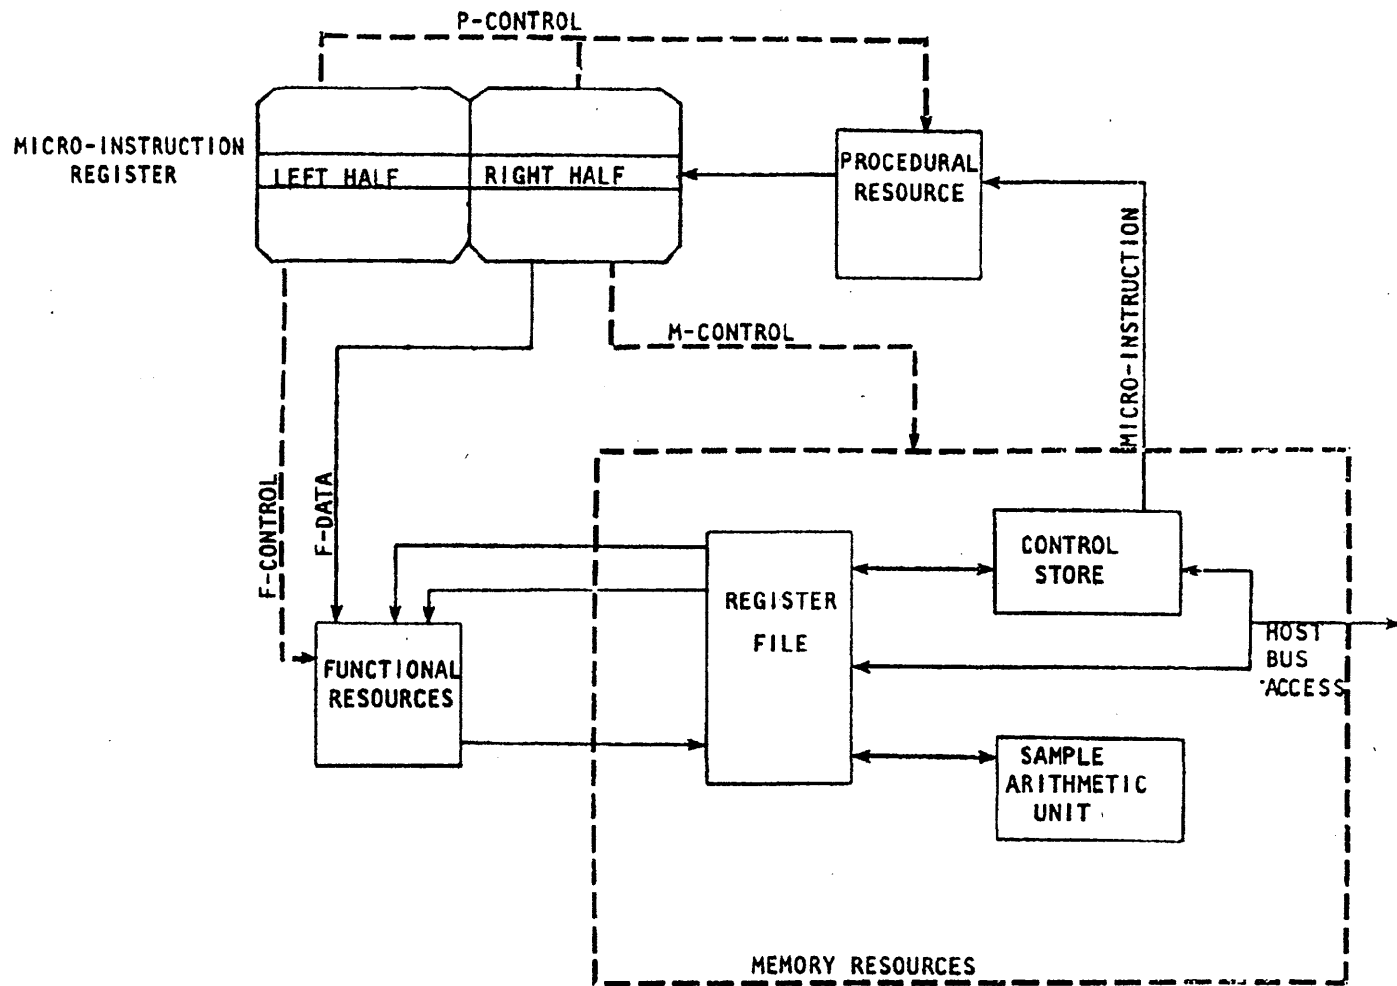 P-CONTROL
MICRO-INSTRUCTION
REGISTER
LEFT HALF
RIGHT HALF
PROCEDURAL
RESOURCE
M-CONTROL
MICRO-INSTRUCTION
F-CONTROL
F-DATA
CONTROL
STORE
REGISTER
FILE
HOST
BUS
ACCESS
FUNCTIONAL
RESOURCES
SAMPLE
ARITHMETIC
UNIT
MEMORY RESOURCES